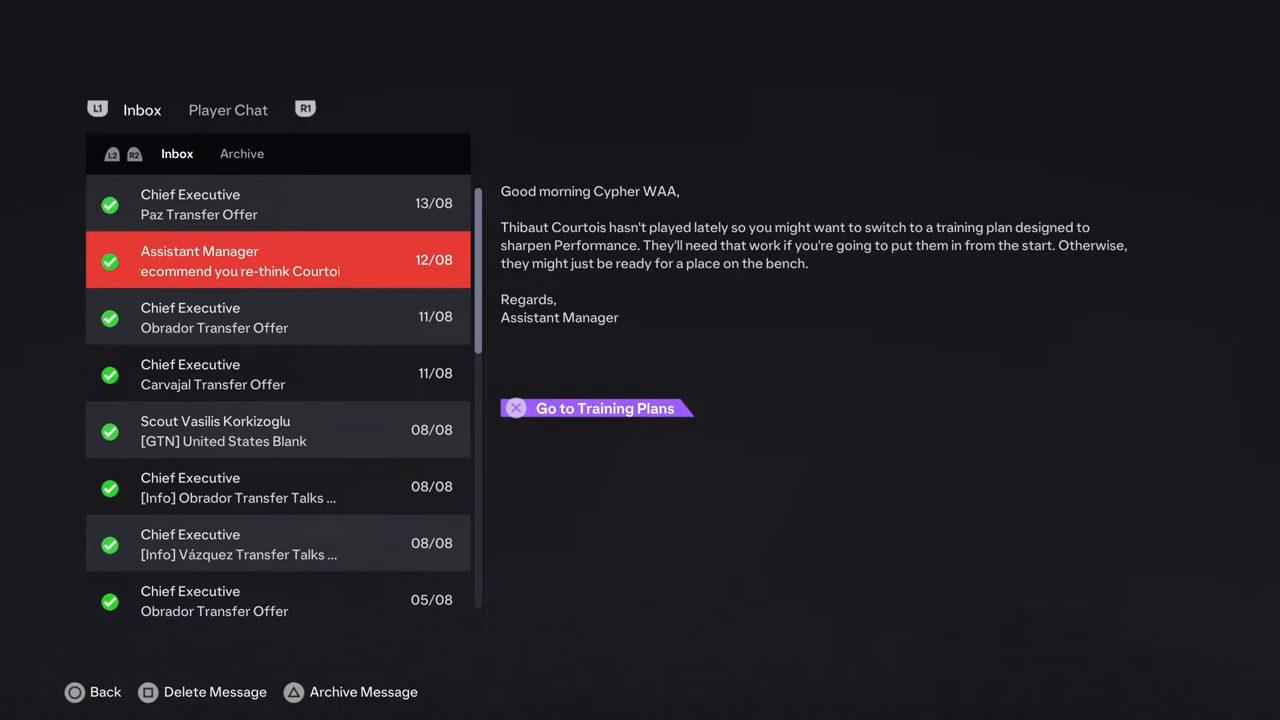 L1 Inbox Player Chat R1
L2 R2 Inbox Archive
Chief Executive
Paz Transfer Offer
13/08
Assistant Manager
ecommend you re-think Courtoi
12/08
Chief Executive
Obrador Transfer Offer
11/08
Chief Executive
Carvajal Transfer Offer
11/08
Scout Vasilis Korkizoglu
[GTN] United States Blank
08/08
Chief Executive
[Info] Obrador Transfer Talks ...
08/08
Chief Executive
[Info] Vázquez Transfer Talks ...
08/08
Chief Executive
Obrador Transfer Offer
05/08
Good morning Cypher WAA,
Thibaut Courtois hasn't played lately so you might want to switch to a training plan designed to
sharpen Performance. They'll need that work if you're going to put them in from the start. Otherwise,
they might just be ready for a place on the bench.
Regards,
Assistant Manager
Go to Training Plans
Back Delete Message Archive Message